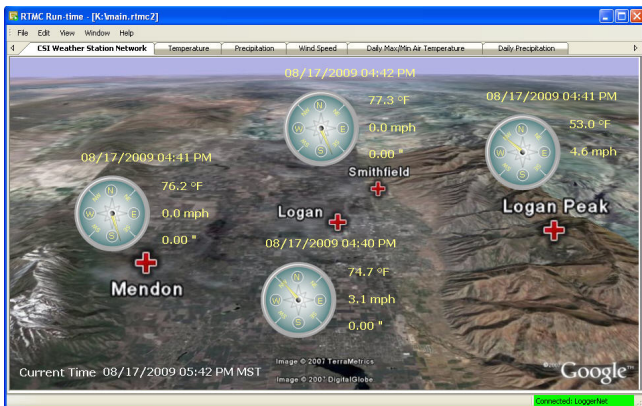 RTMC Run-time - [K:\main.rtmc2]
File Edit View Window Help
CSI Weather Station Network Temperature Precipitation Wind Speed Daily Max/Min Air Temperature Daily Precipitation
08/17/2009 04:42 PM
77.3 °F
0.0 mph
0.00 "
N
W E
S
Smithfield
08/17/2009 04:41 PM
53.0 °F
4.6 mph
N
W E
S
Logan Peak
08/17/2009 04:41 PM
76.2 °F
0.0 mph
0.00 "
N
W E
S
Mendon
Logan
08/17/2009 04:40 PM
74.7 °F
3.1 mph
0.00 "
N
W E
S
Image © 2007 TerraMetrics
Image © 2007 DigitalGlobe
©2007 Google™
Current Time 08/17/2009 05:42 PM MST
Connected: LoggerNet